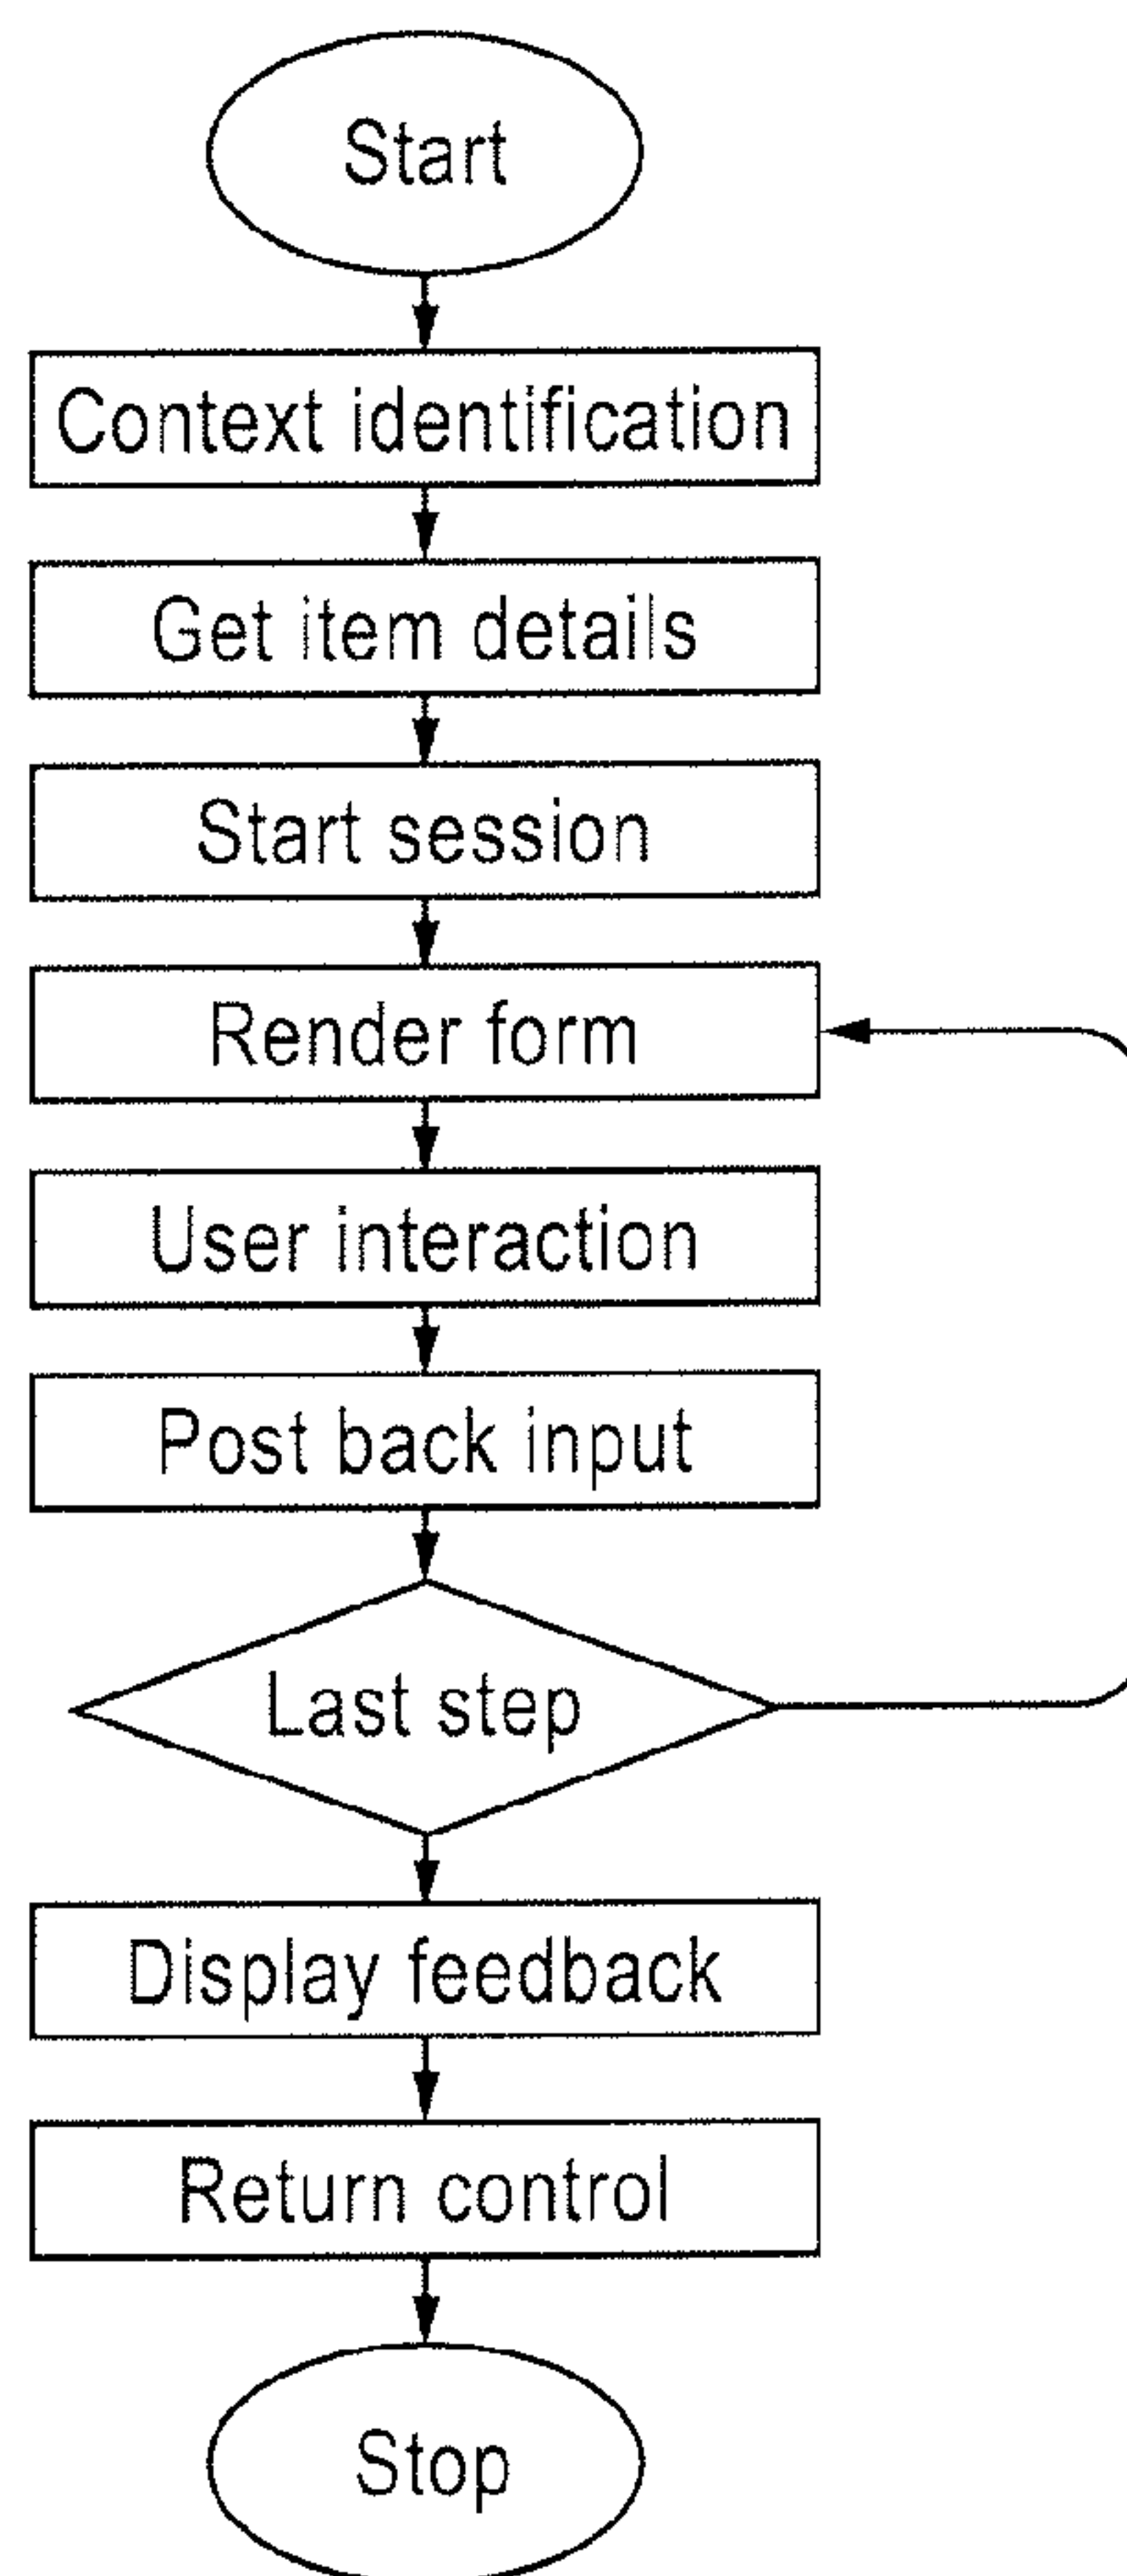 Start
Context identification
Get item details
Start session
Render form
User interaction
Post back input
Last step
Display feedback
Return control
Stop